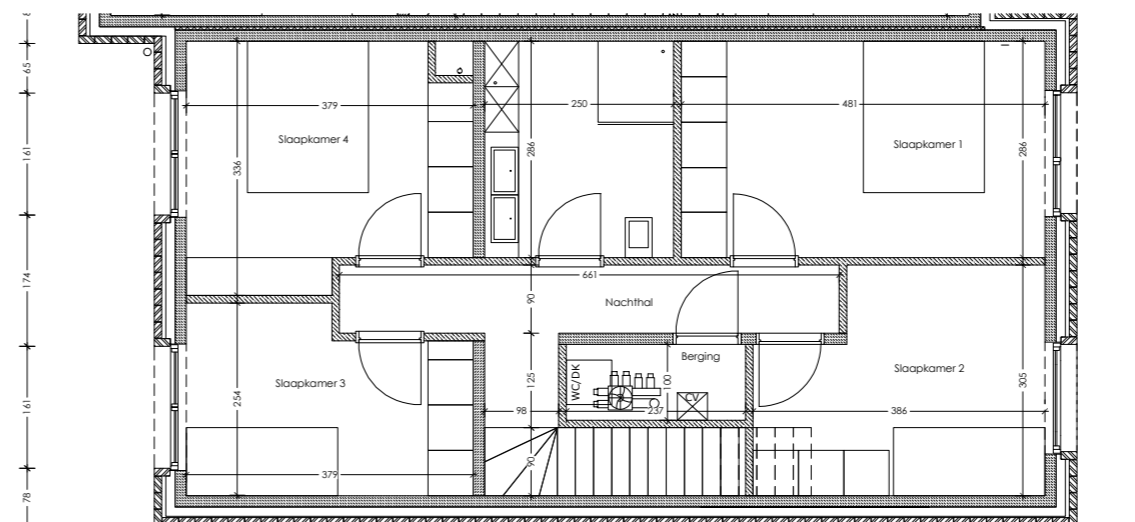 65
379
250
481
Slaapkamer 4
Slaapkamer 1
161
336
286
286
661
174
90
Nachthal
Berging
Slaapkamer 3
Slaapkamer 2
WC/DK
100
125
305
254
CV
161
98
237
386
90
379
78